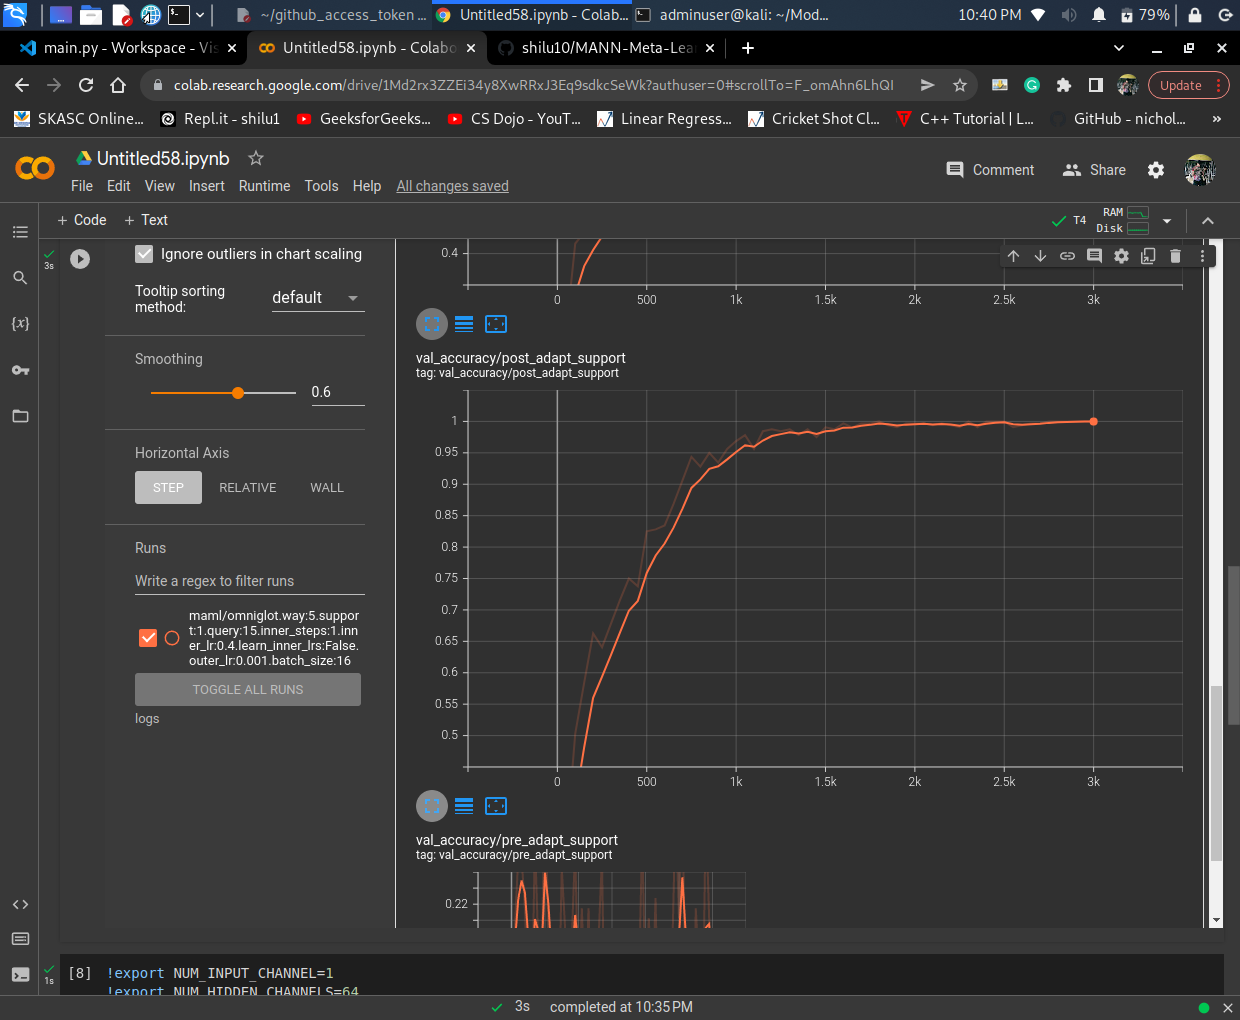 ~/github_access_token ...
Untitled58.ipynb - Colab...
adminuser@kali: ~/Mod...
10:40 PM
79%
main.py - Workspace - Vis
Untitled58.ipynb - Colabo
shilu10/MANN-Meta-Lea
colab.research.google.com/drive/1Md2rx3ZZEi34y8XwRRxJ3Eq9sdkcSeWk?authuser=0#scrollTo=F_omAhn6LhQI
Update
SKASC Online...
Repl.it - shilu1
GeeksforGeeks...
CS Dojo - YouT...
Linear Regress...
Cricket Shot Cl...
C++ Tutorial | L...
GitHub - nichol...
»
Untitled58.ipynb
Comment
Share
File
Edit
View
Insert
Runtime
Tools
Help
All changes saved
+ Code
+ Text
T4
RAM
Disk
3s
Ignore outliers in chart scaling
Tooltip sorting
method:
default
Smoothing
0.6
Horizontal Axis
STEP
RELATIVE
WALL
Runs
Write a regex to filter runs
maml/omniglot.way:5.suppor
t:1.query:15.inner_steps:1.inn
er_lr:0.4.learn_inner_lrs:False.
outer_lr:0.001.batch_size:16
TOGGLE ALL RUNS
logs
0.4
0
500
1k
1.5k
2k
2.5k
3k
val_accuracy/post_adapt_support
tag: val_accuracy/post_adapt_support
1
0.95
0.9
0.85
0.8
0.75
0.7
0.65
0.6
0.55
0.5
0
500
1k
1.5k
2k
2.5k
3k
val_accuracy/pre_adapt_support
tag: val_accuracy/pre_adapt_support
0.22
{x}
<>
1s
[8]
!export NUM_INPUT_CHANNEL=1
!export NUM_HIDDEN_CHANNELS=64
3s
completed at 10:35 PM